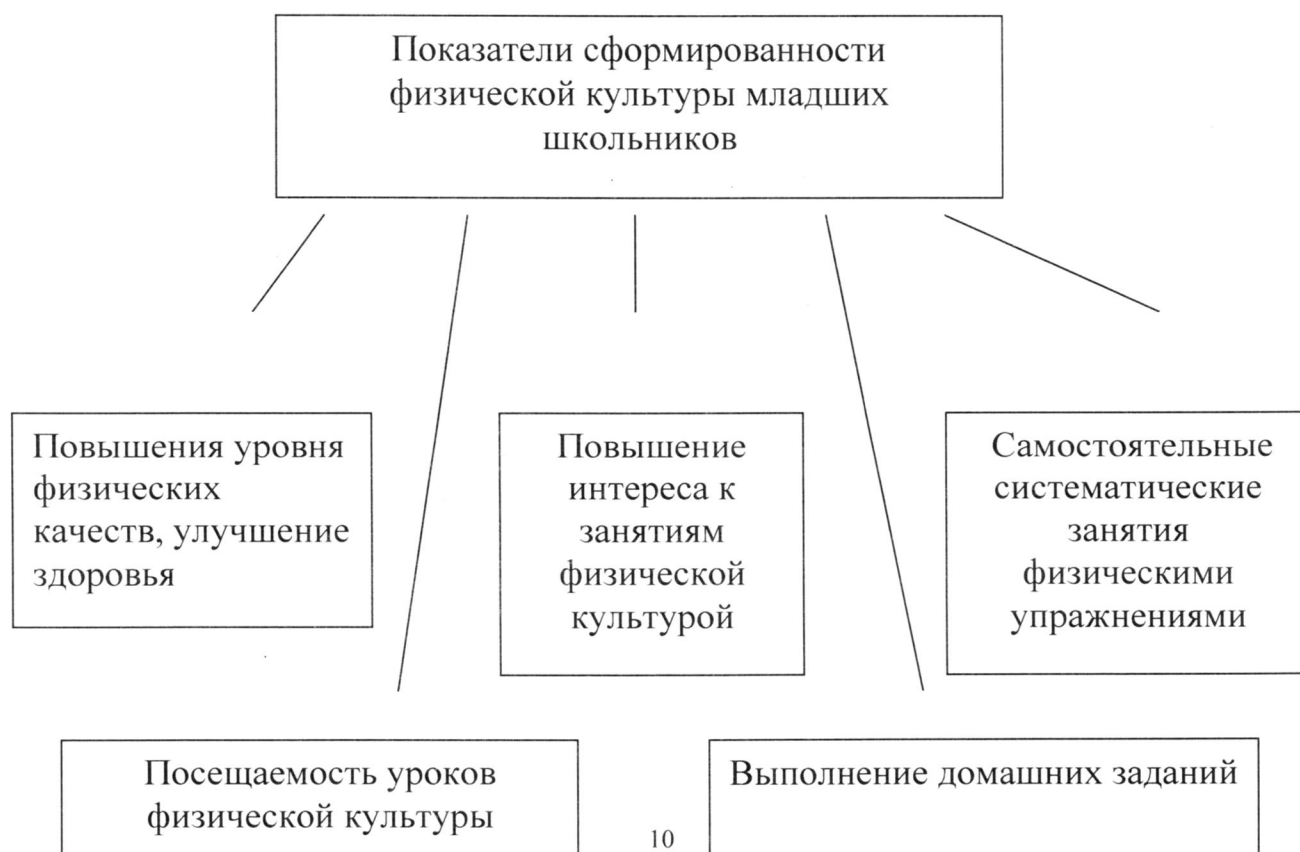 Показатели сформированности
физической культуры младших
школьников
Повышения уровня
физических
качеств, улучшение
здоровья
Повышение
интереса к
занятиям
физической
культурой
Самостоятельные
систематические
занятия
физическими
упражнениями
Посещаемость уроков
физической культуры
Выполнение домашних заданий
10